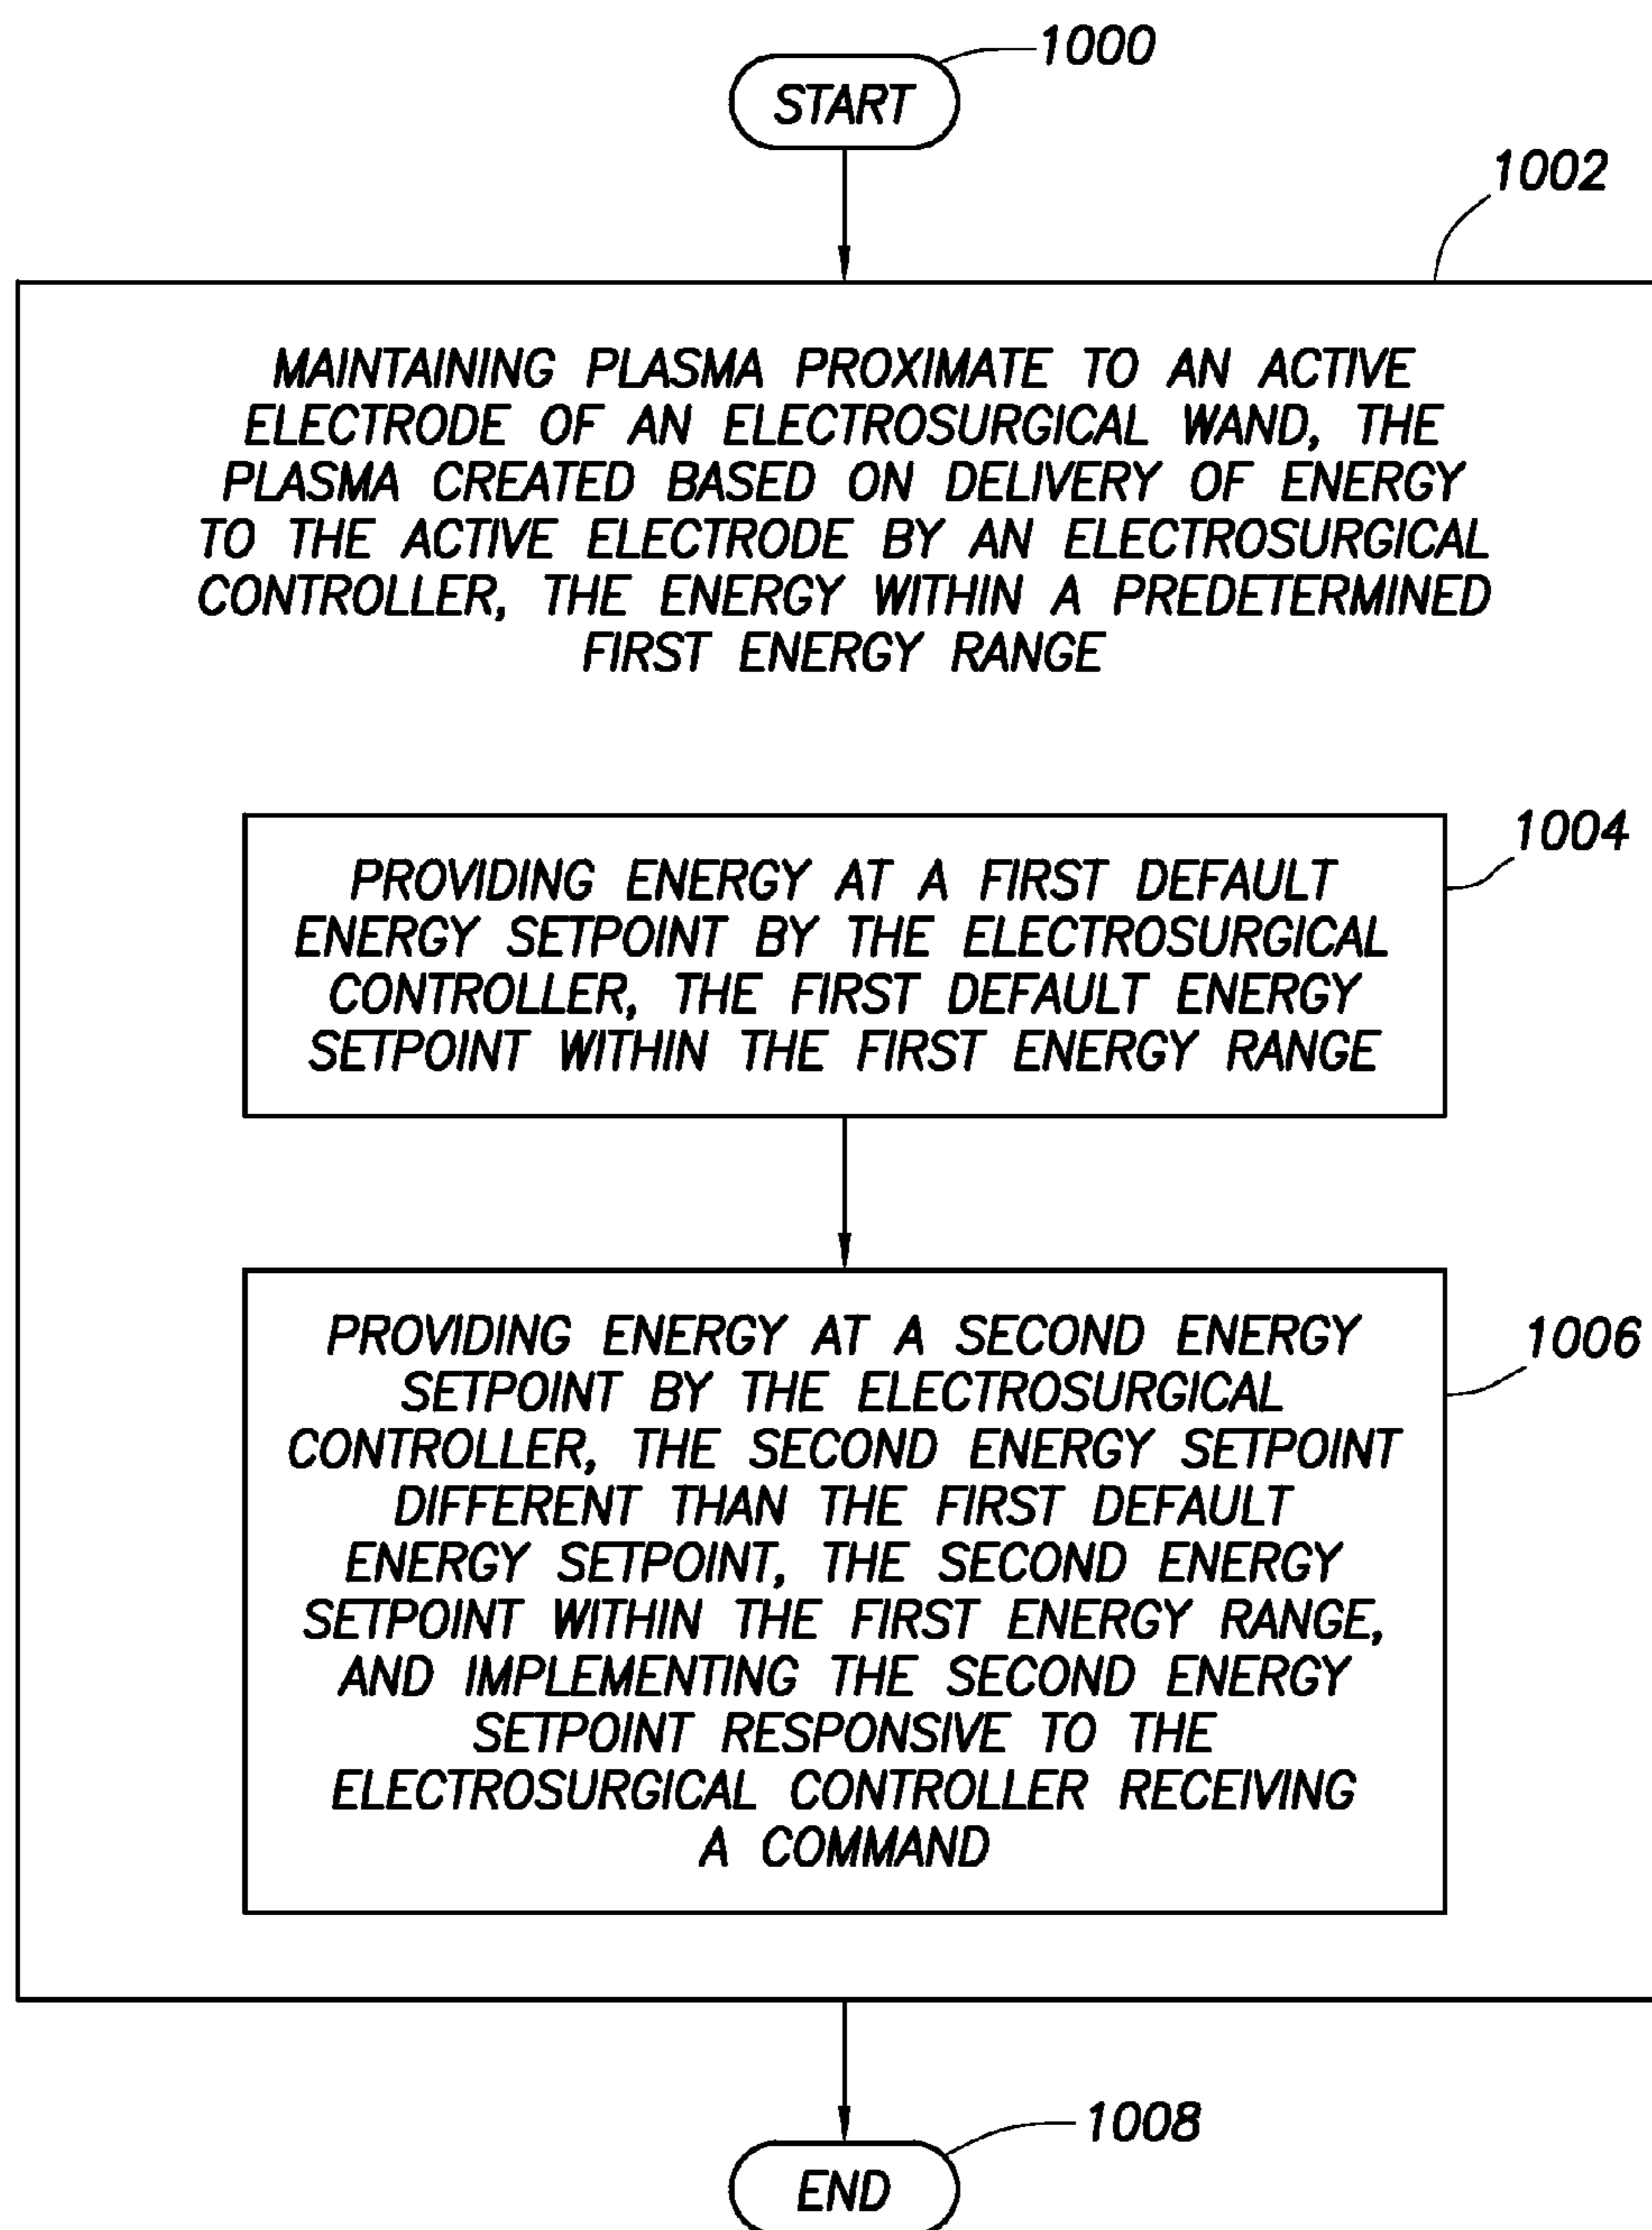 1000
START
1002
MAINTAINING PLASMA PROXIMATE TO AN ACTIVE
ELECTRODE OF AN ELECTROSURGICAL WAND, THE
PLASMA CREATED BASED ON DELIVERY OF ENERGY
TO THE ACTIVE ELECTRODE BY AN ELECTROSURGICAL
CONTROLLER, THE ENERGY WITHIN A PREDETERMINED
FIRST ENERGY RANGE
1004
PROVIDING ENERGY AT A FIRST DEFAULT
ENERGY SETPOINT BY THE ELECTROSURGICAL
CONTROLLER, THE FIRST DEFAULT ENERGY
SETPOINT WITHIN THE FIRST ENERGY RANGE
1006
PROVIDING ENERGY AT A SECOND ENERGY
SETPOINT BY THE ELECTROSURGICAL
CONTROLLER, THE SECOND ENERGY SETPOINT
DIFFERENT THAN THE FIRST DEFAULT
ENERGY SETPOINT, THE SECOND ENERGY
SETPOINT WITHIN THE FIRST ENERGY RANGE,
AND IMPLEMENTING THE SECOND ENERGY
SETPOINT RESPONSIVE TO THE
ELECTROSURGICAL CONTROLLER RECEIVING
A COMMAND
1008
END